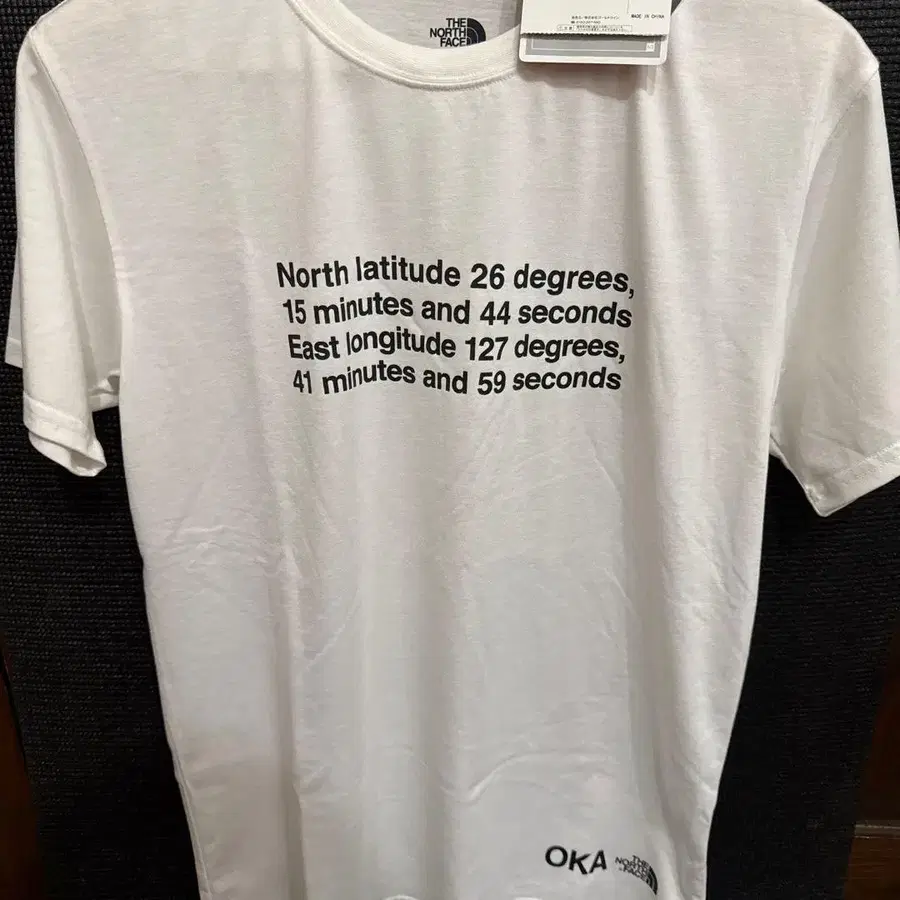 THE
NORTH
FACE
MADE IN CHINA
North latitude 26 degrees,
15 minutes and 44 seconds
East longitude 127 degrees,
41 minutes and 59 seconds
OKA
THE
NORTH
FACE